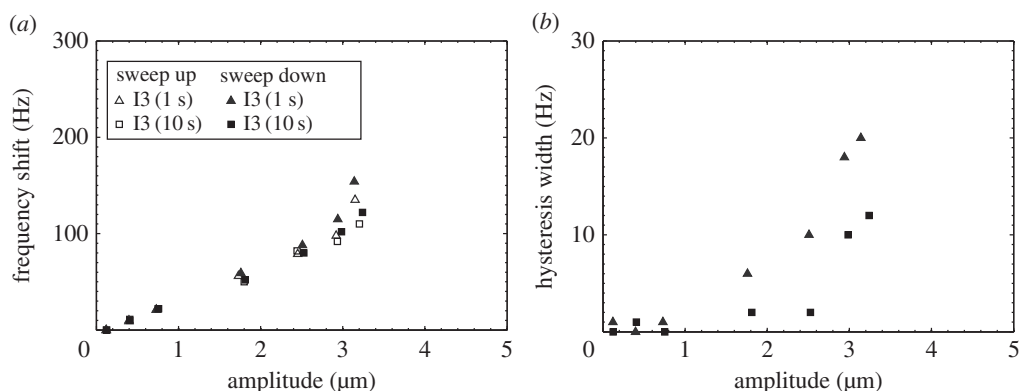 (a)
300
200
100
0
1
2
3
4
5
frequency shift (Hz)
amplitude (µm)
sweep up sweep down
I3 (1 s) I3 (1 s)
I3 (10 s) I3 (10 s)
(b)
30
20
10
0
1
2
3
4
5
hysteresis width (Hz)
amplitude (µm)